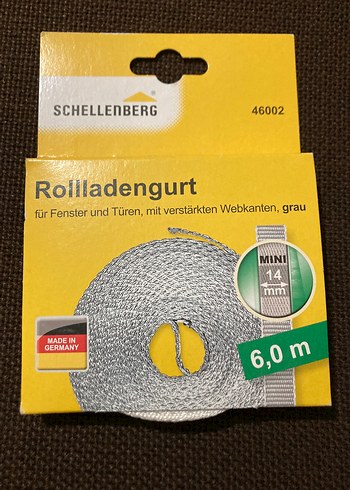 SCHELLENBERG®
46002
Rollladengurt
für Fenster und Türen, mit verstärkten Webkanten, grau
MINI
14
mm
MADE IN
GERMANY
6,0 m